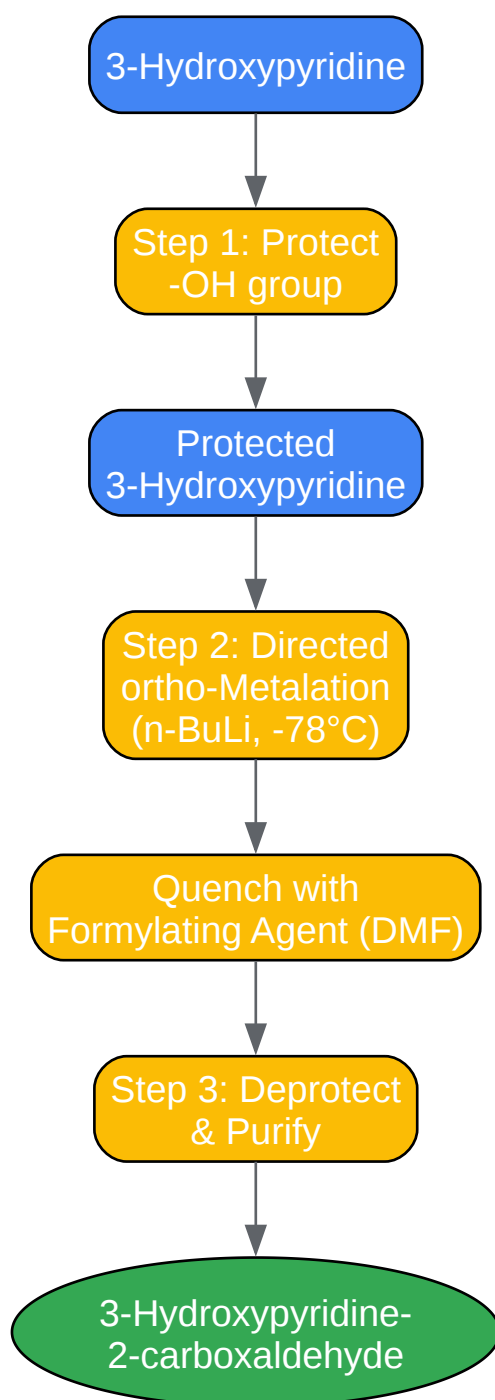 3-Hydroxypyridine
Step 1: Protect
-OH group
Protected
3-Hydroxypyridine
Step 2: Directed
ortho-Metalation
(n-BuLi, -78°C)
Quench with
Formylating Agent (DMF)
Step 3: Deprotect
& Purify
3-Hydroxypyridine-
2-carboxaldehyde